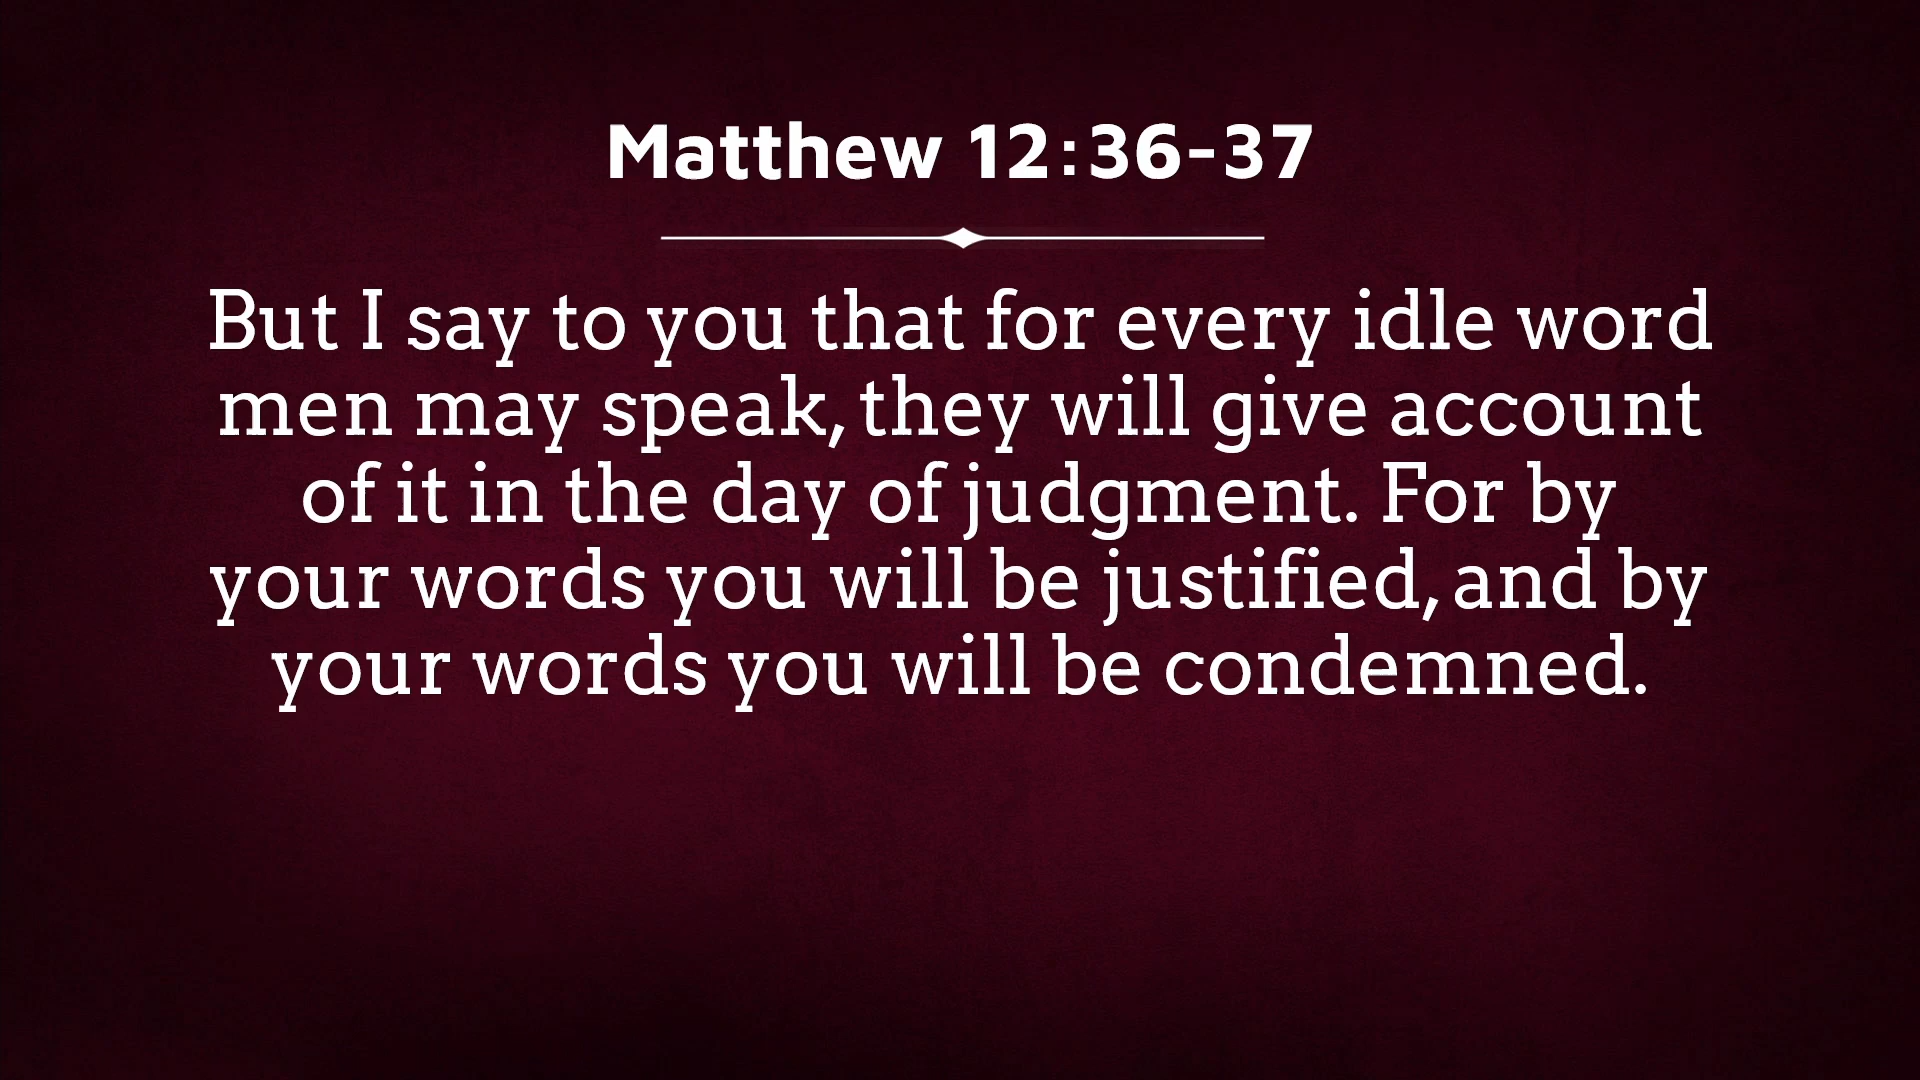 Matthew 12:36-37
But I say to you that for every idle word
men may speak, they will give account
of it in the day of judgment. For by
your words you will be justified, and by
your words you will be condemned.